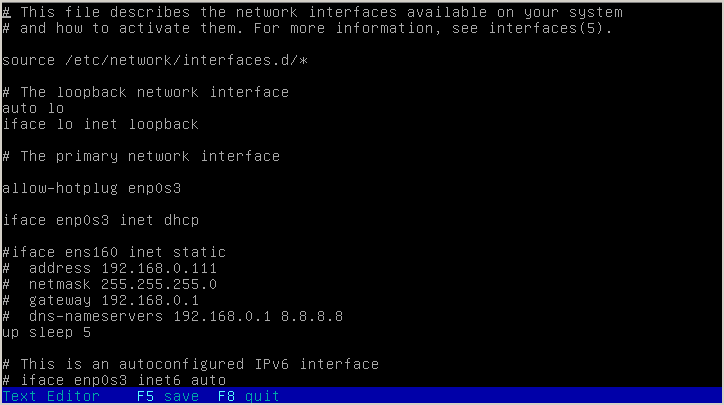 # This file describes the network interfaces available on your system
# and how to activate them. For more information, see interfaces(5).
source /etc/network/interfaces.d/*
# The loopback network interface
auto lo
iface lo inet loopback
# The primary network interface
allow-hotplug enp0s3
iface enp0s3 inet dhcp
#iface ens160 inet static
#  address 192.168.0.111
#  netmask 255.255.255.0
#  gateway 192.168.0.1
#  dns-nameservers 192.168.0.1 8.8.8.8
up sleep 5
# This is an autoconfigured IPv6 interface
# iface enp0s3 inet6 auto
Text Editor    F5 save  F8 quit